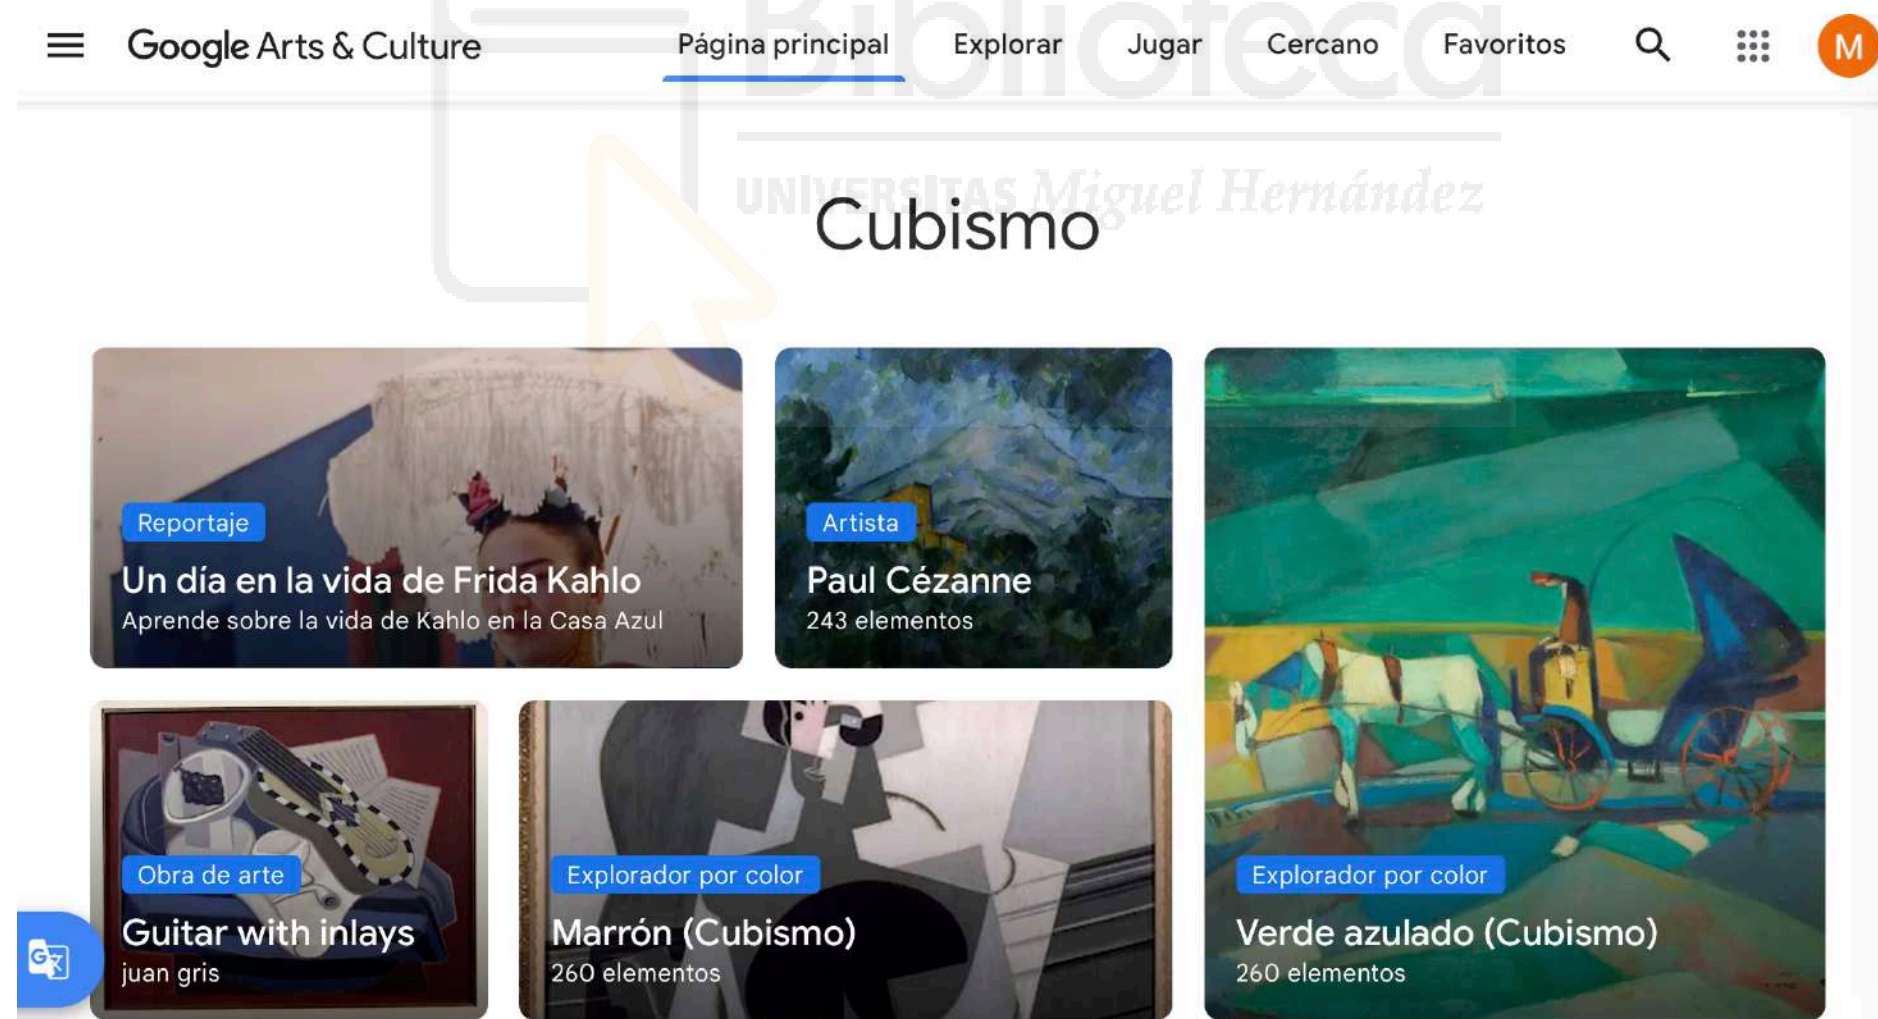 Google Arts & Culture
Página principal
Explorar
Jugar
Cercano
Favoritos
M
Biblioteca
UNIVERSITAS Miguel Hernández
Cubismo
Reportaje
Un día en la vida de Frida Kahlo
Aprende sobre la vida de Kahlo en la Casa Azul
Artista
Paul Cézanne
243 elementos
Obra de arte
Guitar with inlays
juan gris
Explorador por color
Marrón (Cubismo)
260 elementos
Explorador por color
Verde azulado (Cubismo)
260 elementos